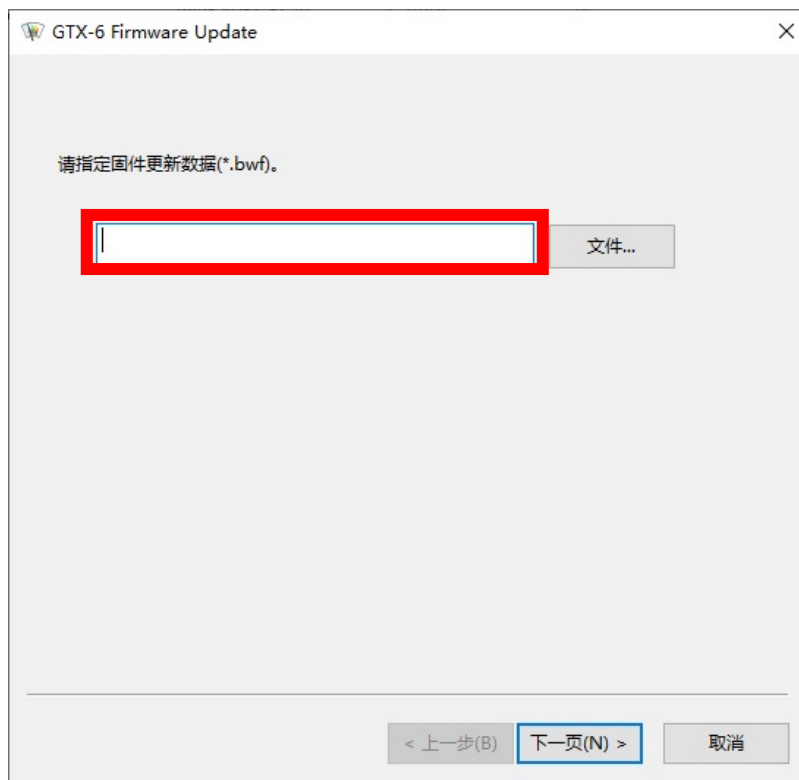 GTX-6 Firmware Update
请指定固件更新数据(*.bwf)。
文件...
< 上一步(B)
下一页(N) >
取消